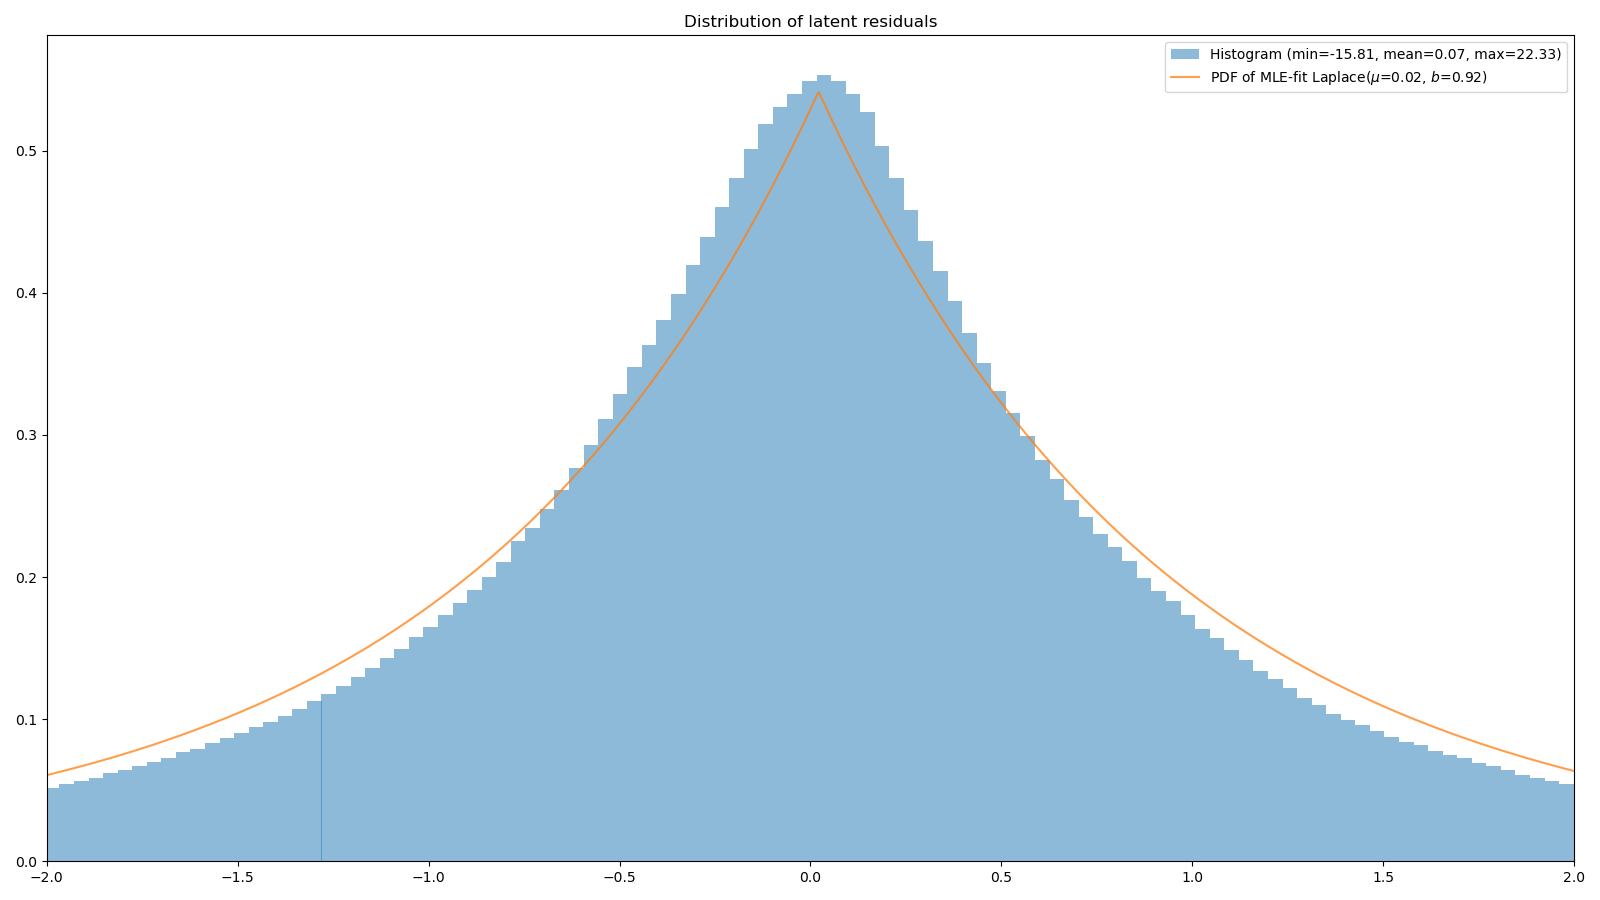 Distribution of latent residuals
Histogram (min=-15.81, mean=0.07, max=22.33)
PDF of MLE-fit Laplace(μ=0.02, b=0.92)
0.5
0.4
0.3
0.2
0.1
0.0
−2.0 −1.5 −1.0 −0.5 0.0 0.5 1.0 1.5 2.0